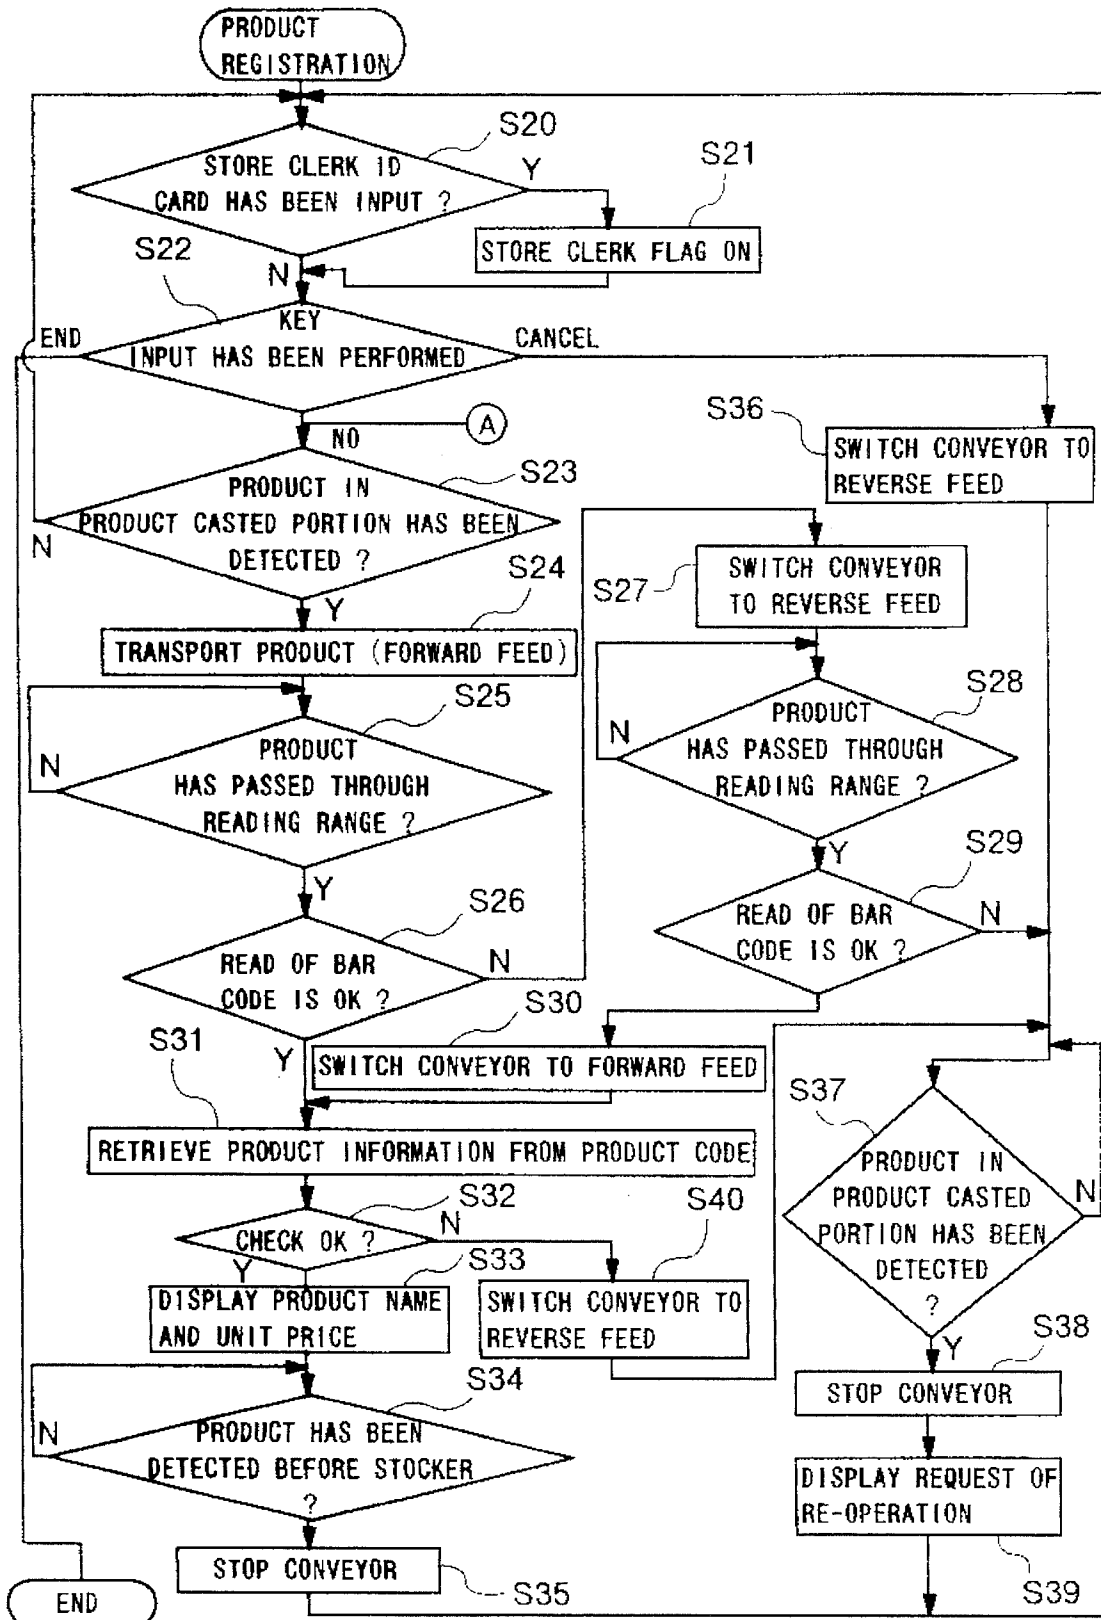 PRODUCT
REGISTRATION
S20
STORE CLERK ID
CARD HAS BEEN INPUT ?
Y
S21
STORE CLERK FLAG ON
S22
N
KEY
INPUT HAS BEEN PERFORMED
END
CANCEL
A
NO
S36
SWITCH CONVEYOR TO
REVERSE FEED
S23
PRODUCT IN
PRODUCT CASTED PORTION HAS BEEN
DETECTED ?
N
Y
S24
TRANSPORT PRODUCT (FORWARD FEED)
S27
SWITCH CONVEYOR
TO REVERSE FEED
S25
PRODUCT
HAS PASSED THROUGH
READING RANGE ?
N
Y
S28
PRODUCT
HAS PASSED THROUGH
READING RANGE ?
N
Y
S26
READ OF BAR
CODE IS OK ?
N
Y
S29
READ OF BAR
CODE IS OK ?
N
S30
SWITCH CONVEYOR TO FORWARD FEED
S31
RETRIEVE PRODUCT INFORMATION FROM PRODUCT CODE
S32
CHECK OK ?
N
Y
S33
DISPLAY PRODUCT NAME
AND UNIT PRICE
S40
SWITCH CONVEYOR TO
REVERSE FEED
S37
PRODUCT IN
PRODUCT CASTED
PORTION HAS BEEN
DETECTED
?
N
Y
S34
PRODUCT HAS BEEN
DETECTED BEFORE STOCKER
?
N
S38
STOP CONVEYOR
DISPLAY REQUEST OF
RE-OPERATION
S39
STOP CONVEYOR
S35
END